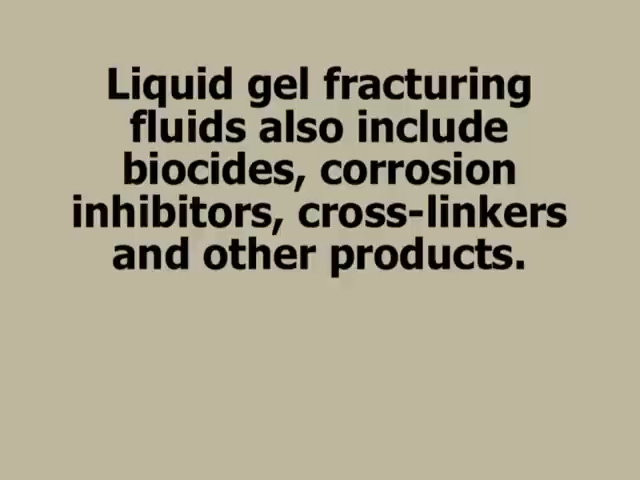 Liquid gel fracturing
fluids also include
biocides, corrosion
inhibitors, cross-linkers
and other products.